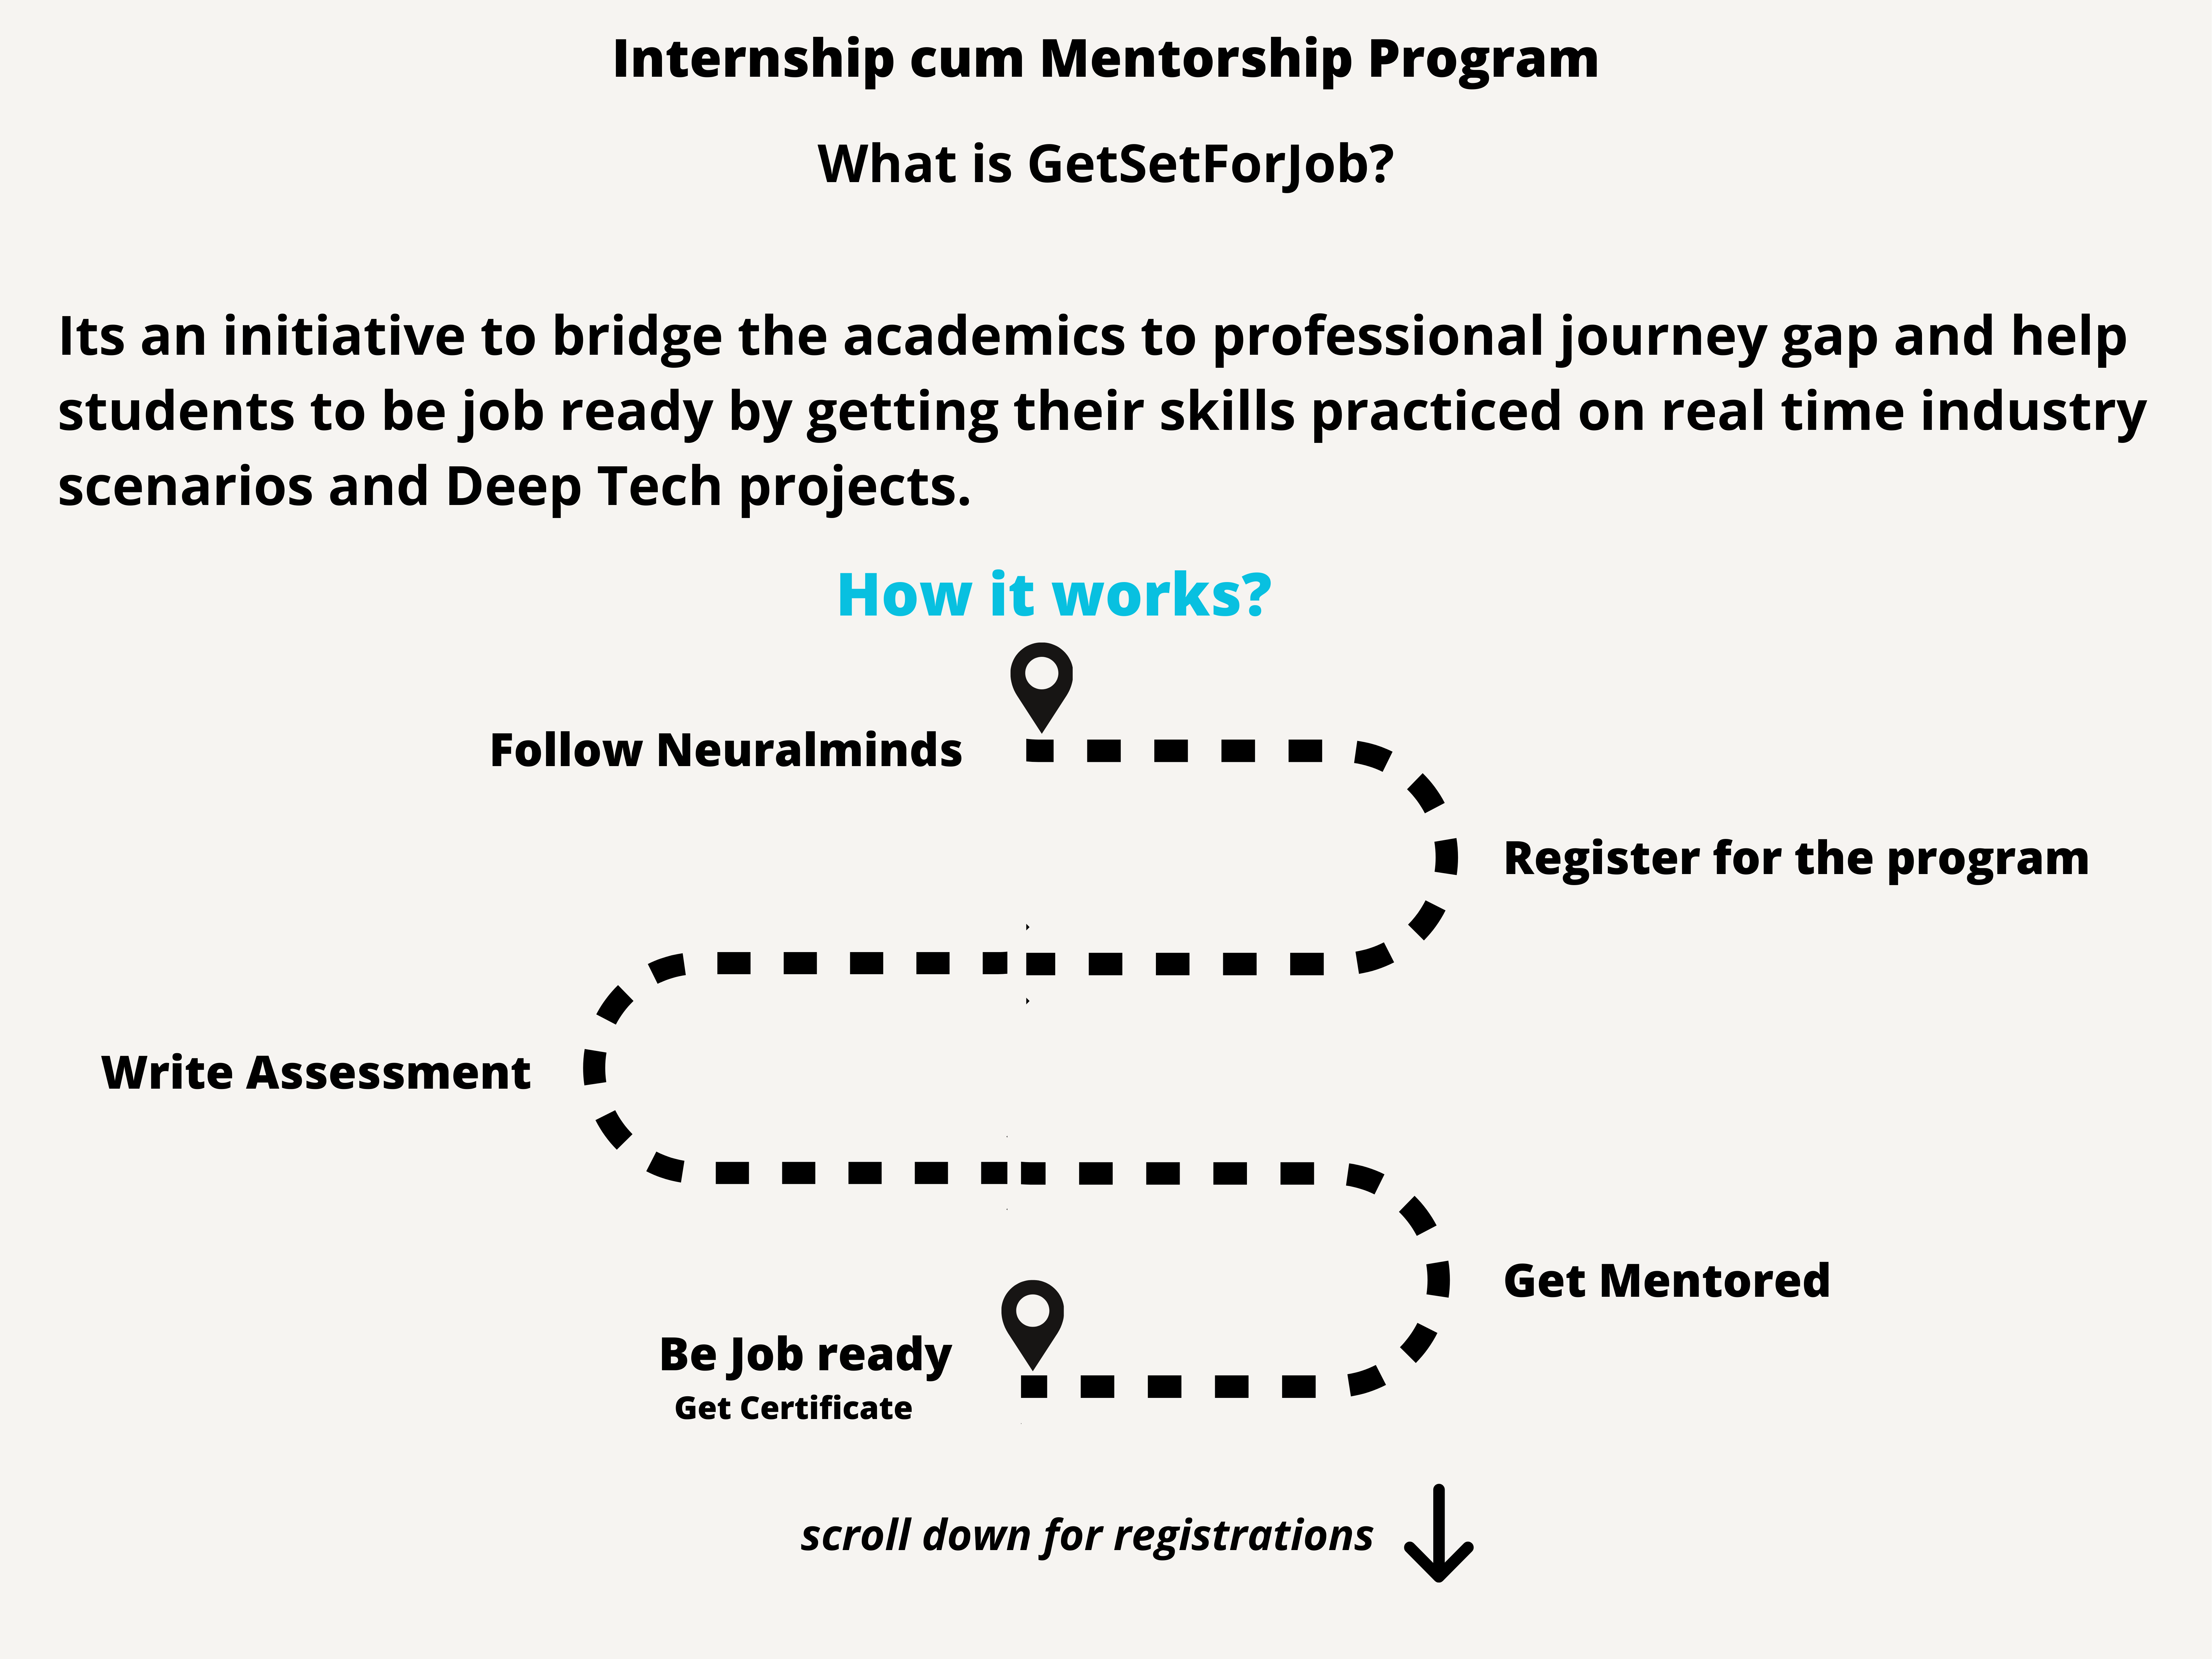 Internship cum Mentorship Program
What is GetSetForJob?
Its an initiative to bridge the academics to professional journey gap and help
students to be job ready by getting their skills practiced on real time industry
scenarios and Deep Tech projects.
How it works?
Follow Neuralminds
Register for the program
Write Assessment
Get Mentored
Be Job ready
Get Certificate
scroll down for registrations